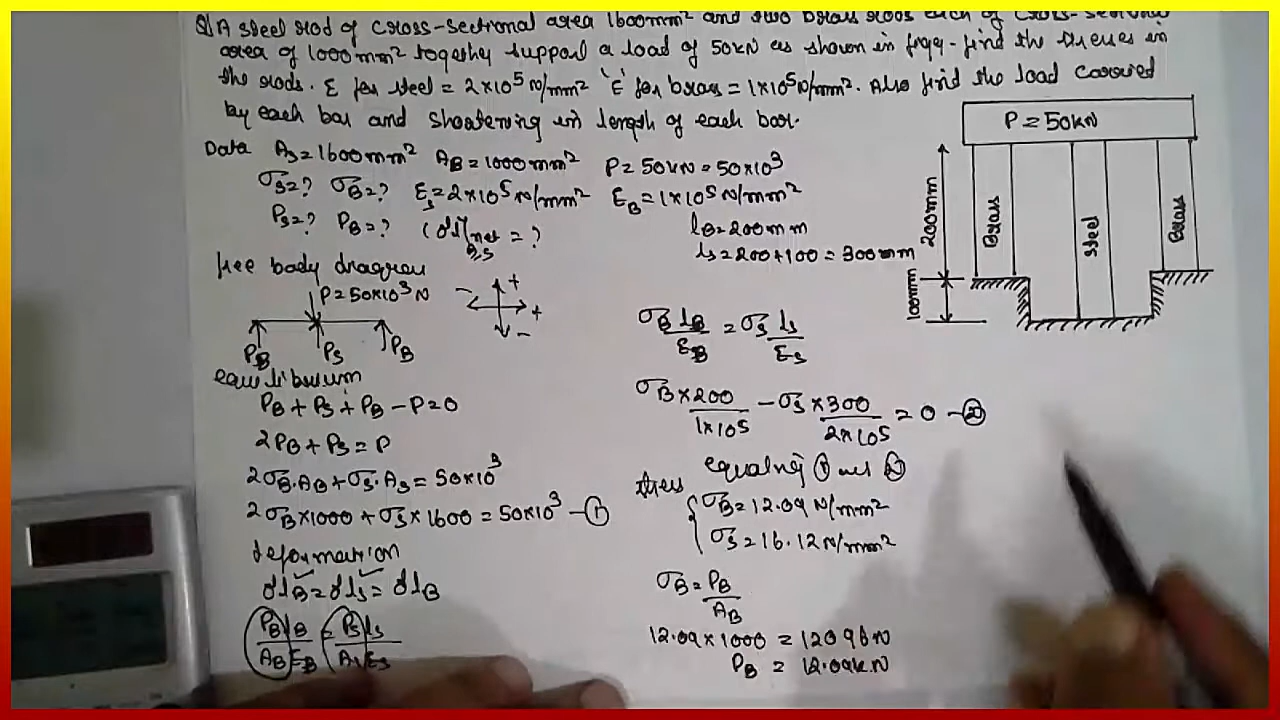 Q) A steel rod of cross-sectional area 1600mm² and two brass rods each of cross-sectional
area of 1000mm² together support a load of 50kN as shown in fig. find the stresses in
the rods. E for steel = 2×10⁵ N/mm² 'E' for brass = 1×10⁵ N/mm². Also find the load carried
by each bar and shortening in length of each bar.
P = 50kN
200mm
100mm
Brass
Steel
Brass
Data As = 1600mm² AB = 1000mm² P = 50kN = 50×10³
σs = ? σB = ? Es = 2×10⁵ N/mm² EB = 1×10⁵ N/mm²
Ps = ? PB = ? (dl)net B,s = ?
lB = 200mm
ls = 200+100 = 300mm
free body diagram
P = 50×10³ N
PB Ps PB
- + + -
equilibrium
PB + Ps + PB - P = 0
2PB + Ps = P
2σB.AB + σs.As = 50×10³
2σB×1000 + σs×1600 = 50×10³ - ①
deformation
dlB = dls = dlB
PB lB / AB EB = Ps ls / As Es
σB lB / EB = σs ls / Es
σB×200 / 1×10⁵ - σs×300 / 2×10⁵ = 0 - ②
① ②
stress
σB = 12.09 N/mm²
σs = 16.12 N/mm²
σB = PB / AB
12.09×1000 = 12096N
PB = 12.09kN